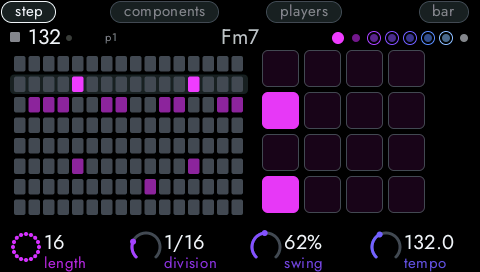 step components players bar
132 p1 Fm7
16 1/16 62% 132.0
length division swing tempo